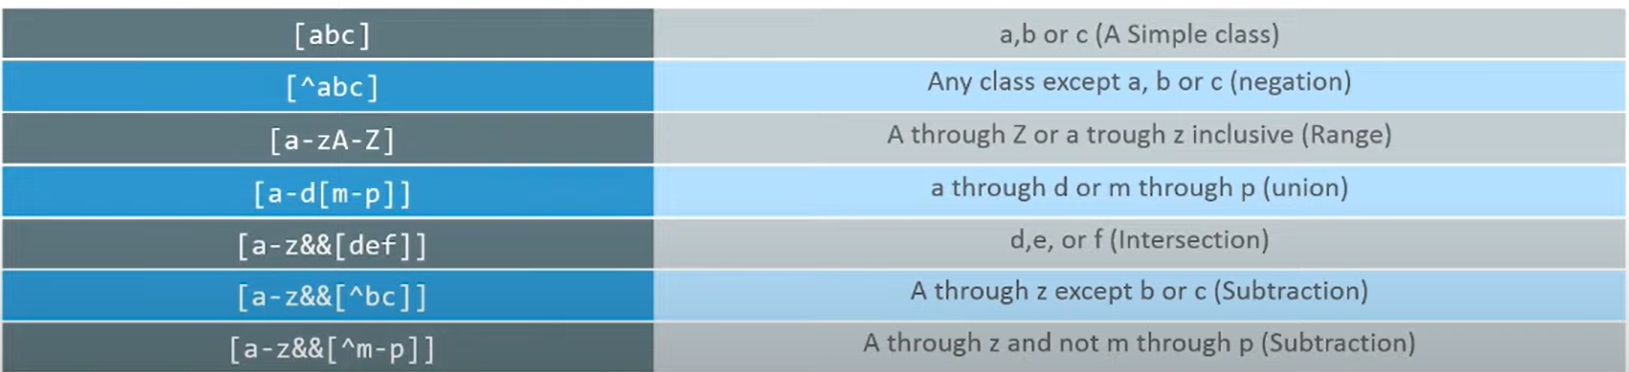 [abc] a,b or c (A Simple class)
[^abc] Any class except a, b or c (negation)
[a-zA-Z] A through Z or a trough z inclusive (Range)
[a-d[m-p]] a through d or m through p (union)
[a-z&&[def]] d,e, or f (Intersection)
[a-z&&[^bc]] A through z except b or c (Subtraction)
[a-z&&[^m-p]] A through z and not m through p (Subtraction)